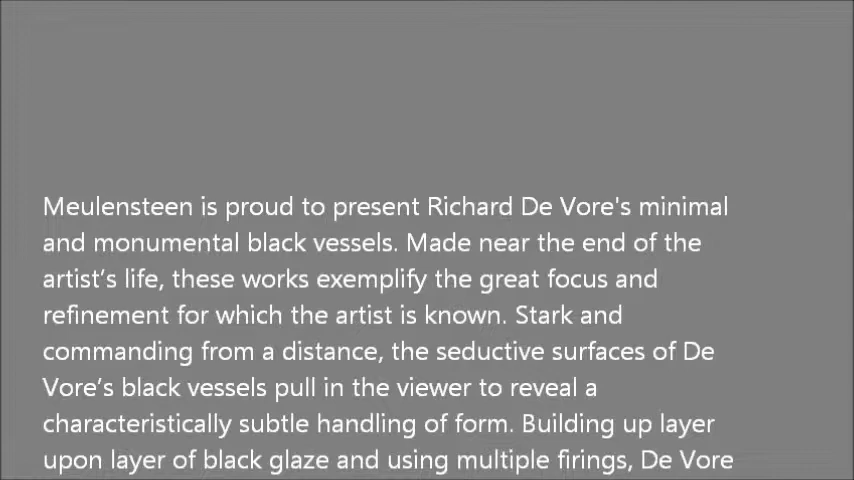 Meulensteen is proud to present Richard De Vore's minimal
and monumental black vessels. Made near the end of the
artist’s life, these works exemplify the great focus and
refinement for which the artist is known. Stark and
commanding from a distance, the seductive surfaces of De
Vore’s black vessels pull in the viewer to reveal a
characteristically subtle handling of form. Building up layer
upon layer of black glaze and using multiple firings, De Vore